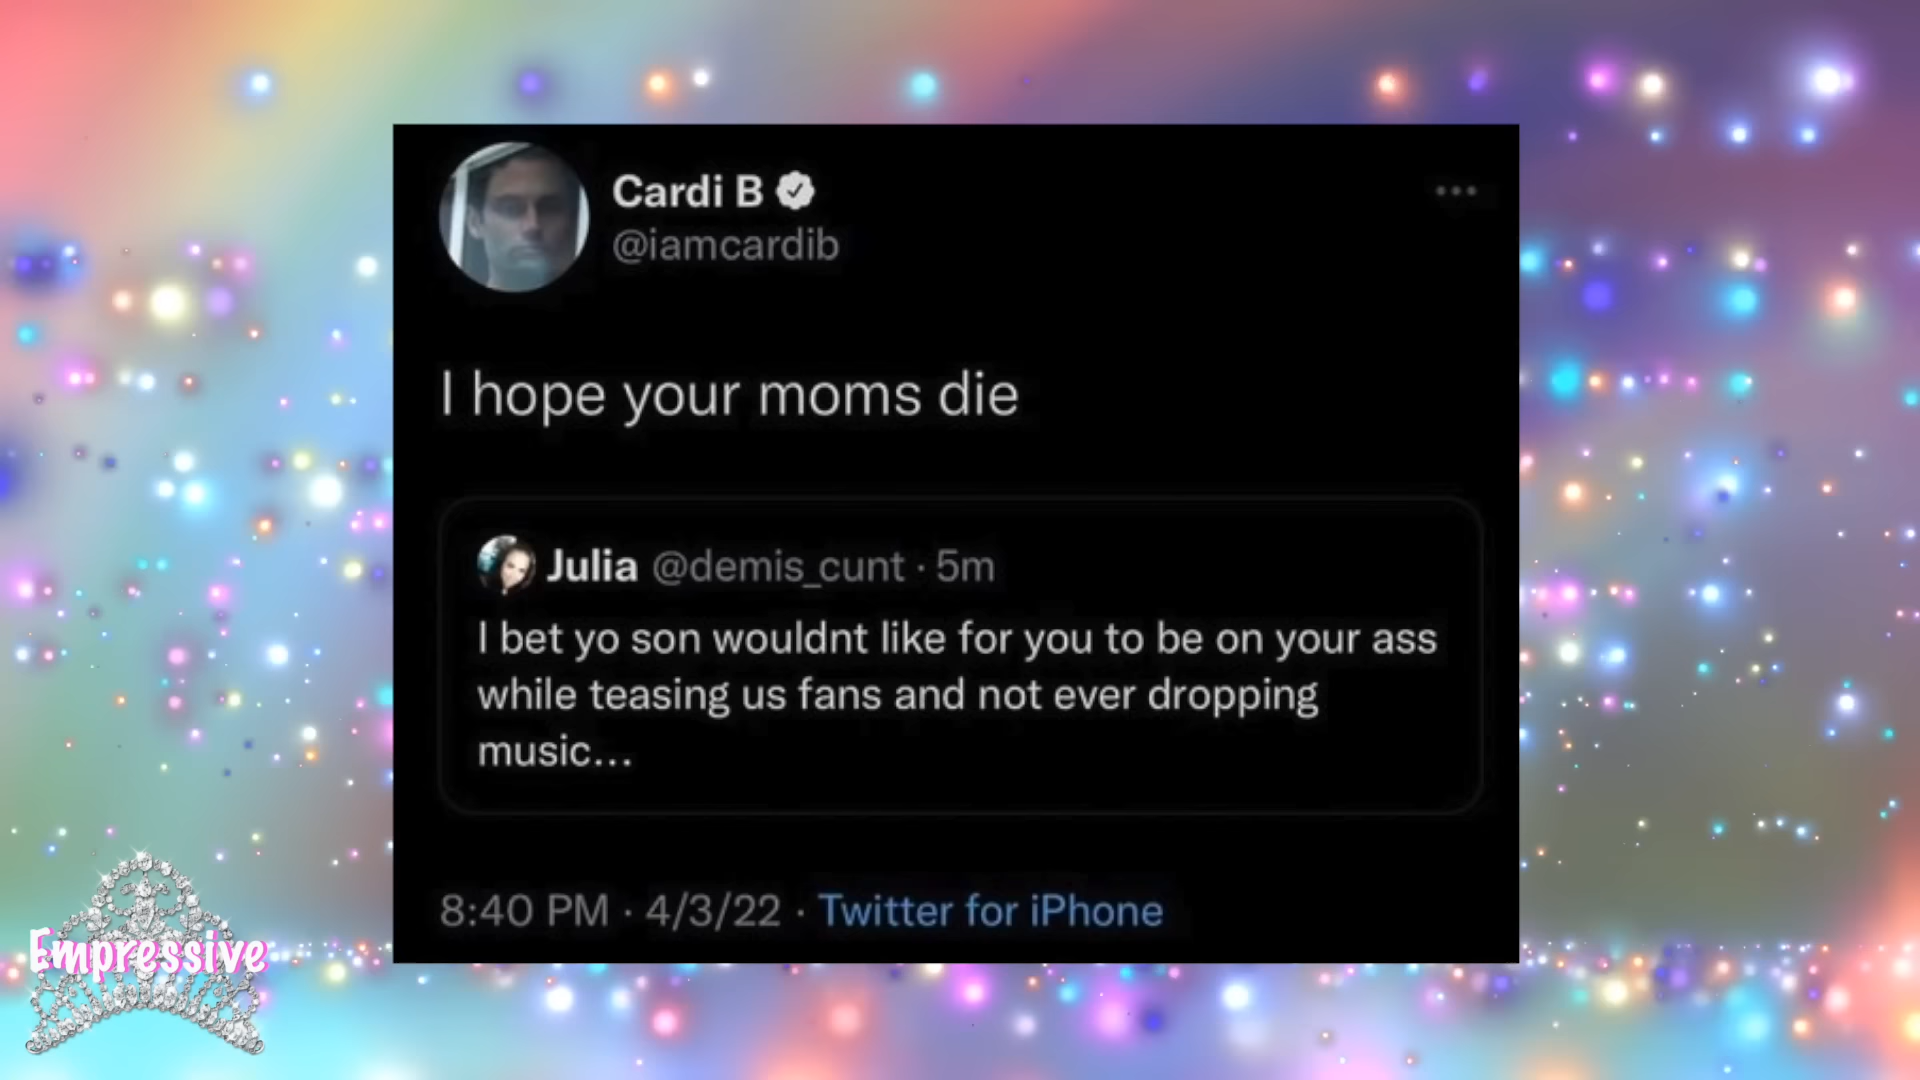 Cardi B
@iamcardib
I hope your moms die
Julia @demis_cunt · 5m
I bet yo son wouldnt like for you to be on your ass
while teasing us fans and not ever dropping
music...
8:40 PM · 4/3/22 · Twitter for iPhone
Empressive